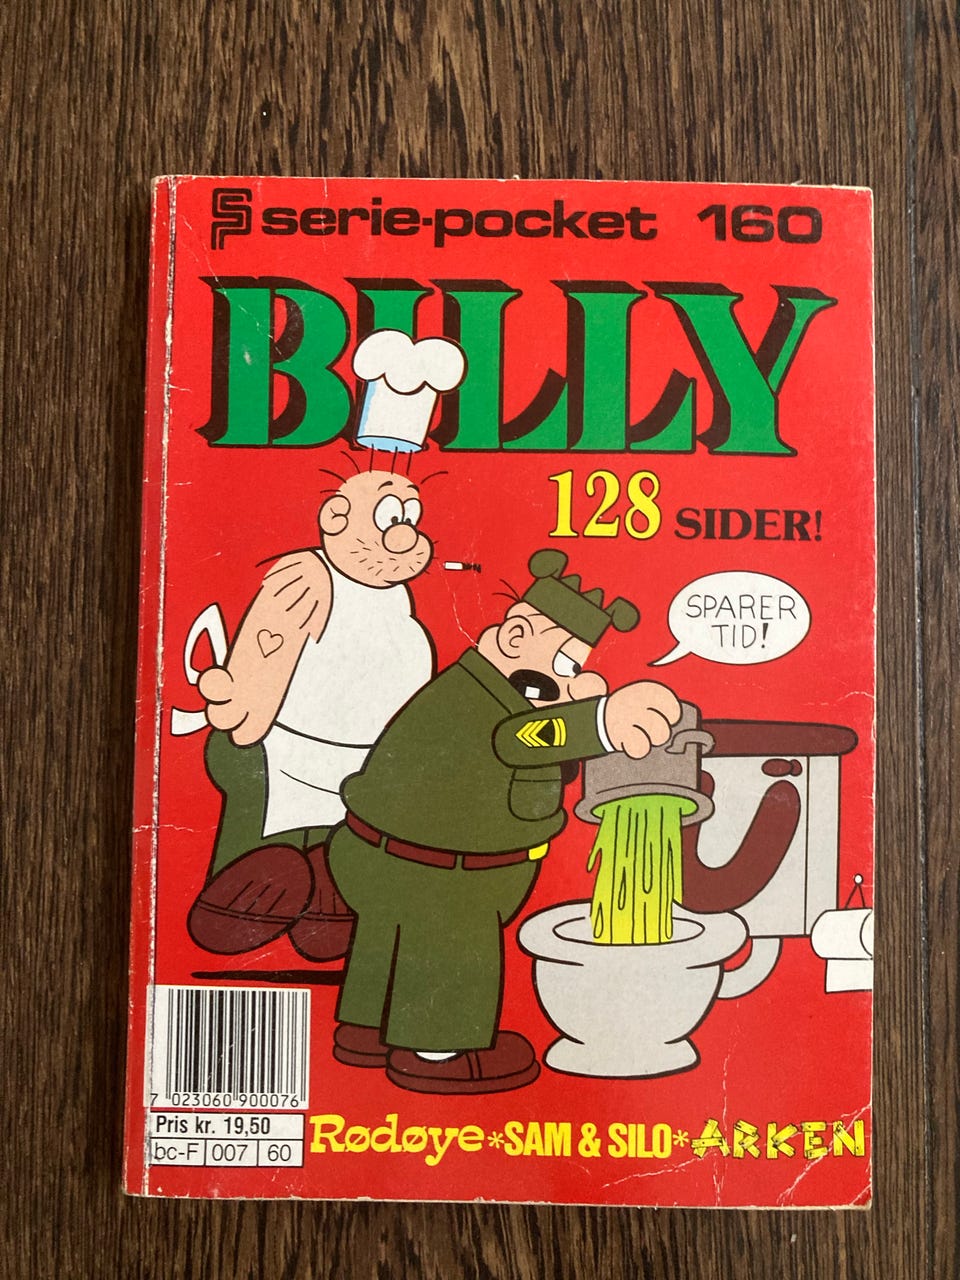 serie-pocket 160
BILLY
128 SIDER!
SPARER
TID!
7 023060 900076
Pris kr. 19,50
bc-F 007 60
Rødøye*SAM & SILO*ARKEN